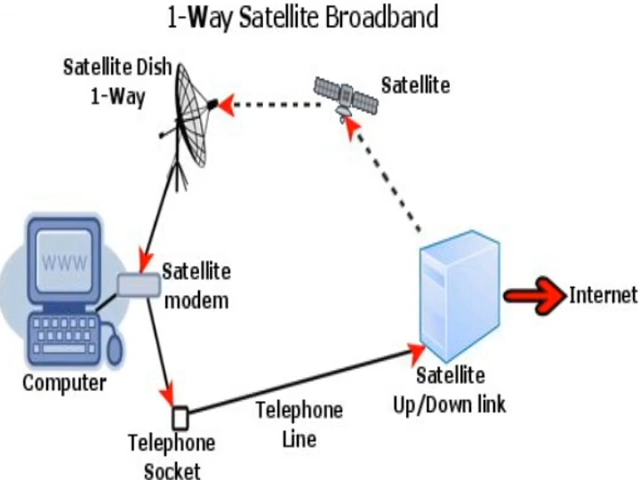 1-Way Satellite Broadband
Satellite Dish
1-Way
Satellite
WWW
Satellite
modem
Internet
Computer
Satellite
Up/Down link
Telephone
Line
Telephone
Socket